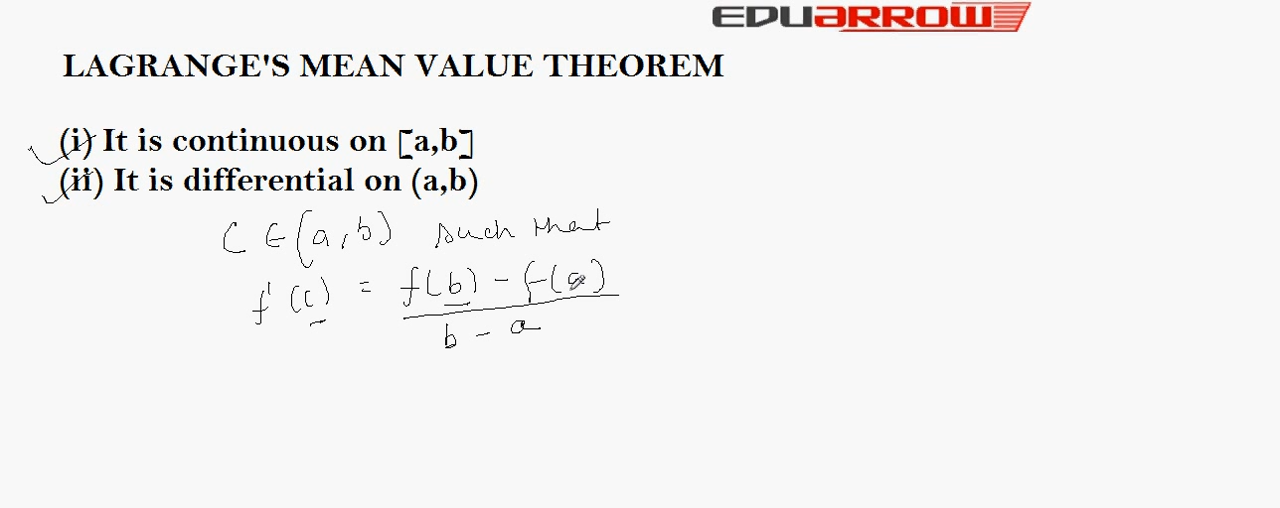 EDUARROW
LAGRANGE'S MEAN VALUE THEOREM
(i) It is continuous on [a,b]
(ii) It is differential on (a,b)
C ∈ (a, b) such that
f'(c) = f(b) - f(a)
b - a